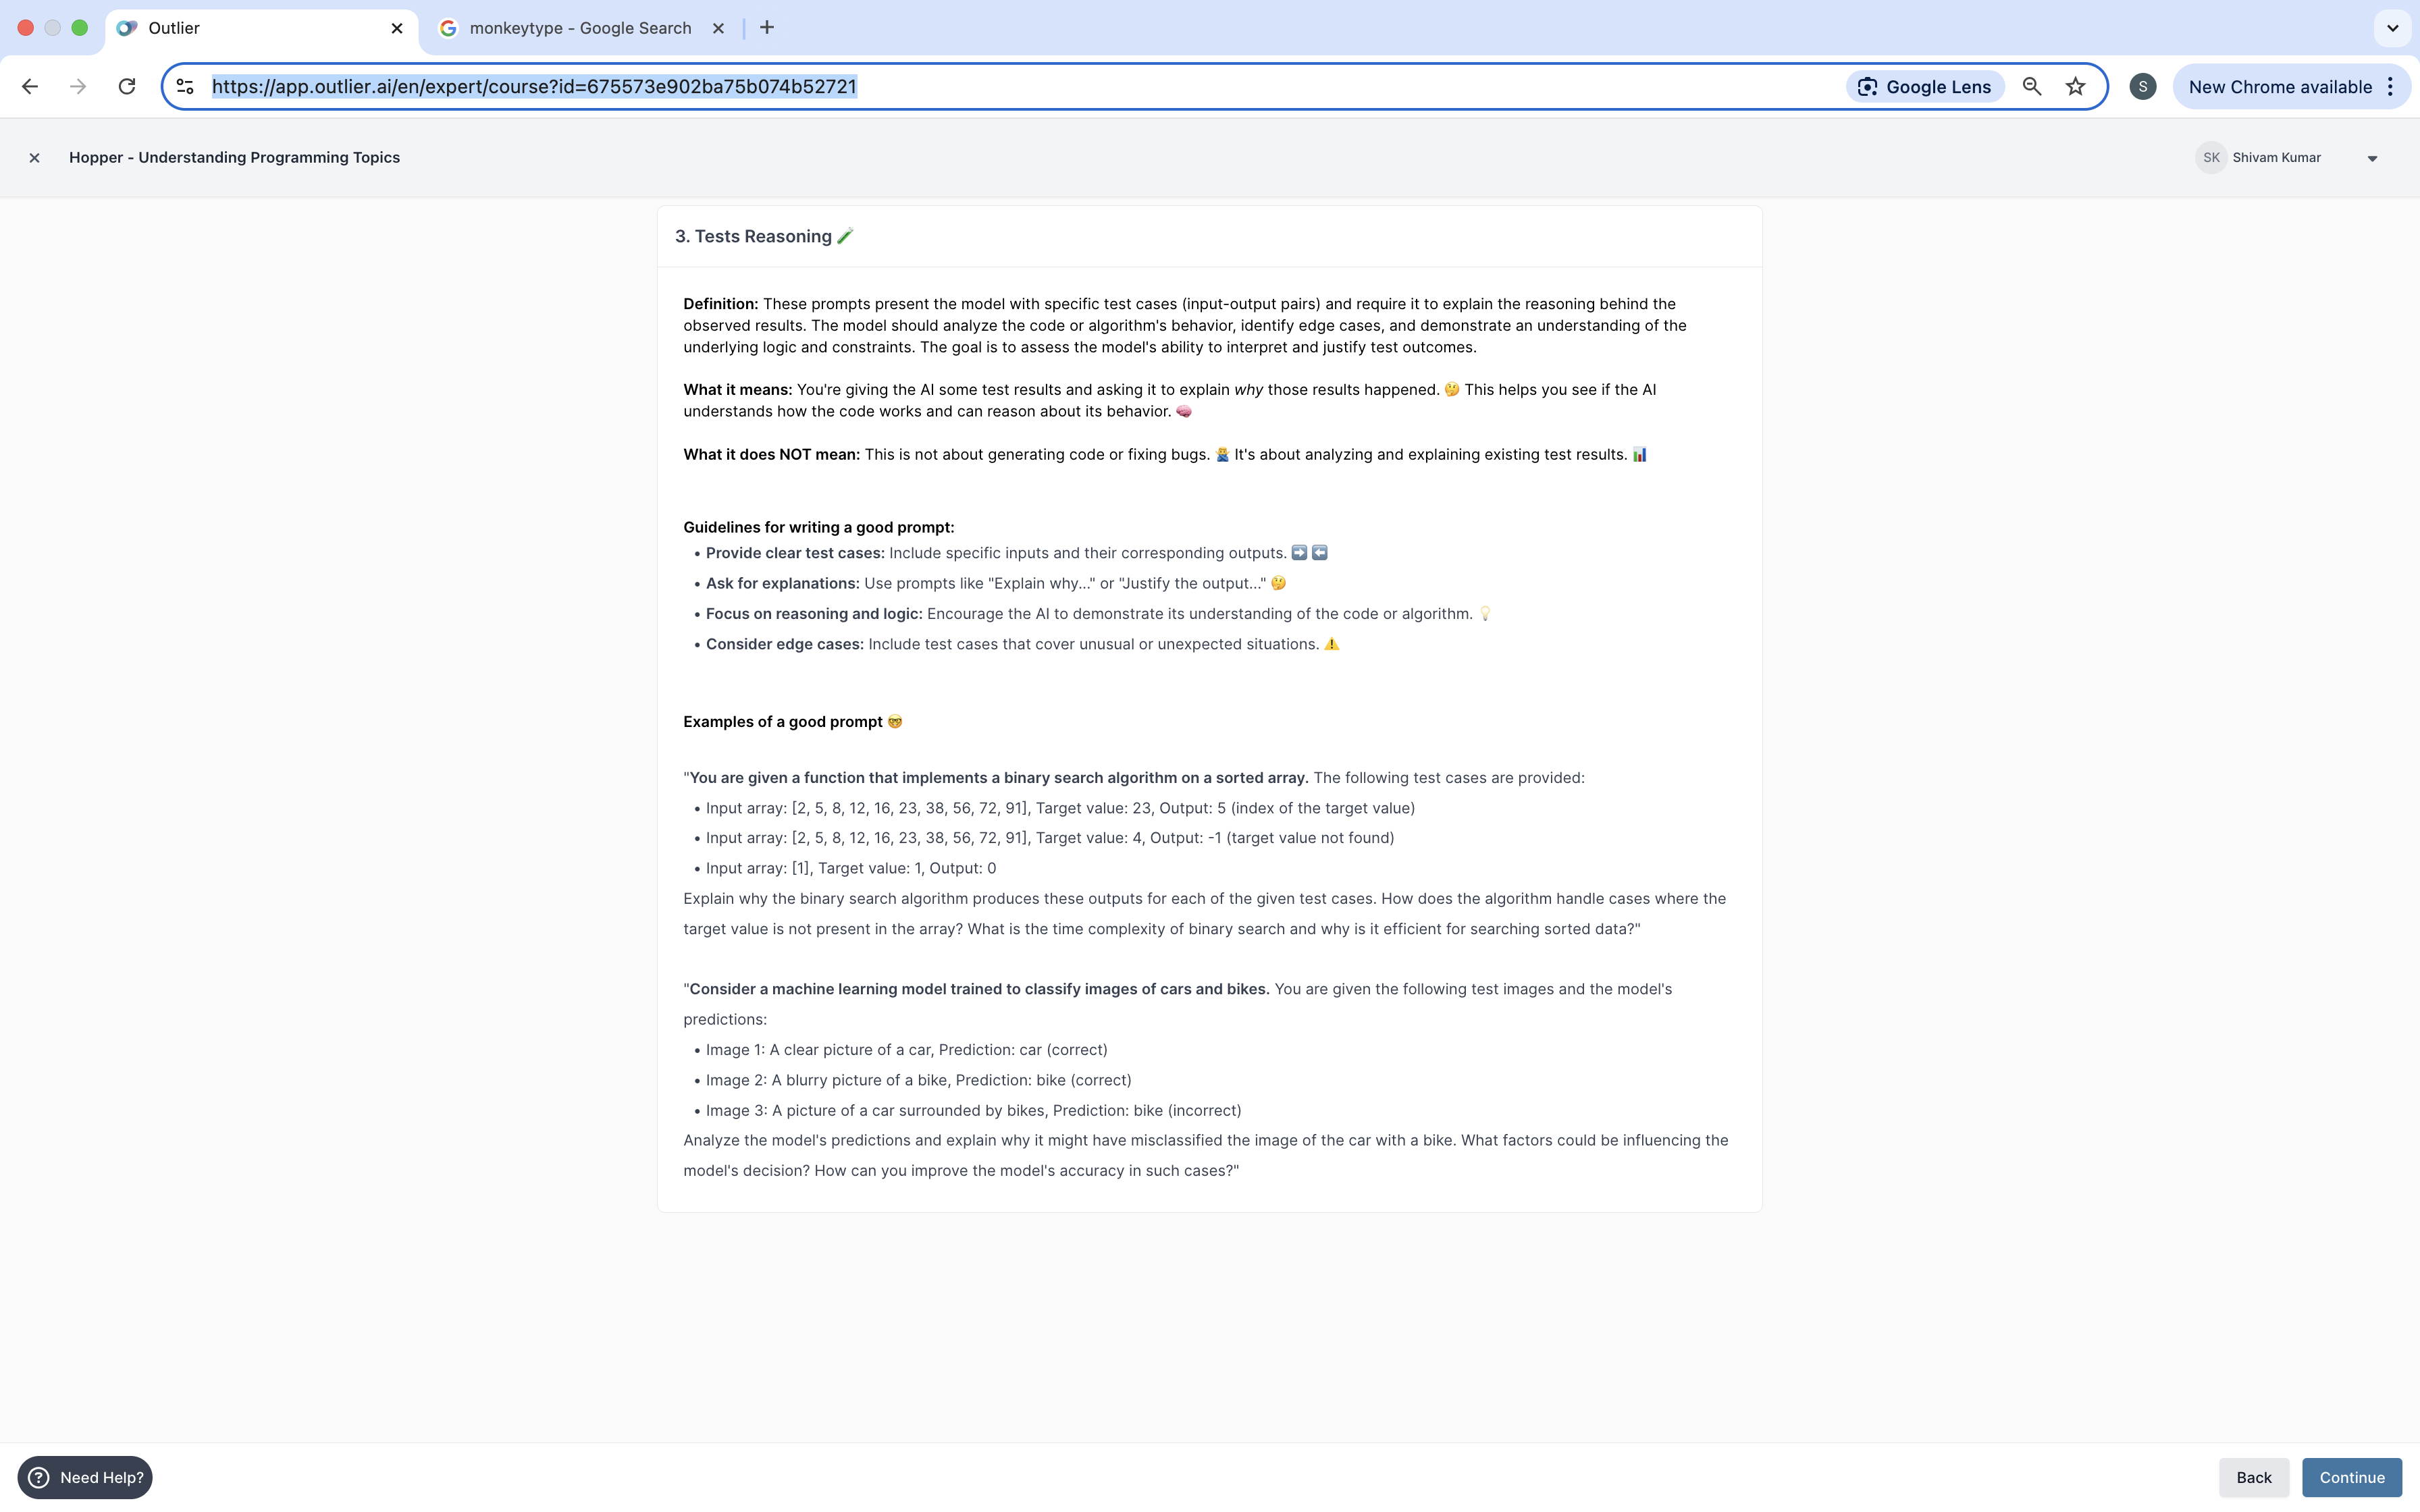 Outlier
monkeytype - Google Search
https://app.outlier.ai/en/expert/course?id=675573e902ba75b074b52721
Google Lens
S
New Chrome available
Hopper - Understanding Programming Topics
SK Shivam Kumar
3. Tests Reasoning
Definition: These prompts present the model with specific test cases (input-output pairs) and require it to explain the reasoning behind the
observed results. The model should analyze the code or algorithm's behavior, identify edge cases, and demonstrate an understanding of the
underlying logic and constraints. The goal is to assess the model's ability to interpret and justify test outcomes.
What it means: You're giving the AI some test results and asking it to explain why those results happened. 🤔 This helps you see if the AI
understands how the code works and can reason about its behavior. 🧠
What it does NOT mean: This is not about generating code or fixing bugs. 🙅 It's about analyzing and explaining existing test results. 📊
Guidelines for writing a good prompt:
• Provide clear test cases: Include specific inputs and their corresponding outputs. ➡️ ⬅️
• Ask for explanations: Use prompts like "Explain why..." or "Justify the output..." 🤔
• Focus on reasoning and logic: Encourage the AI to demonstrate its understanding of the code or algorithm. 💡
• Consider edge cases: Include test cases that cover unusual or unexpected situations. ⚠️
Examples of a good prompt 🤓
"You are given a function that implements a binary search algorithm on a sorted array. The following test cases are provided:
• Input array: [2, 5, 8, 12, 16, 23, 38, 56, 72, 91], Target value: 23, Output: 5 (index of the target value)
• Input array: [2, 5, 8, 12, 16, 23, 38, 56, 72, 91], Target value: 4, Output: -1 (target value not found)
• Input array: [1], Target value: 1, Output: 0
Explain why the binary search algorithm produces these outputs for each of the given test cases. How does the algorithm handle cases where the
target value is not present in the array? What is the time complexity of binary search and why is it efficient for searching sorted data?"
"Consider a machine learning model trained to classify images of cars and bikes. You are given the following test images and the model's
predictions:
• Image 1: A clear picture of a car, Prediction: car (correct)
• Image 2: A blurry picture of a bike, Prediction: bike (correct)
• Image 3: A picture of a car surrounded by bikes, Prediction: bike (incorrect)
Analyze the model's predictions and explain why it might have misclassified the image of the car with a bike. What factors could be influencing the
model's decision? How can you improve the model's accuracy in such cases?"
? Need Help?
Back
Continue